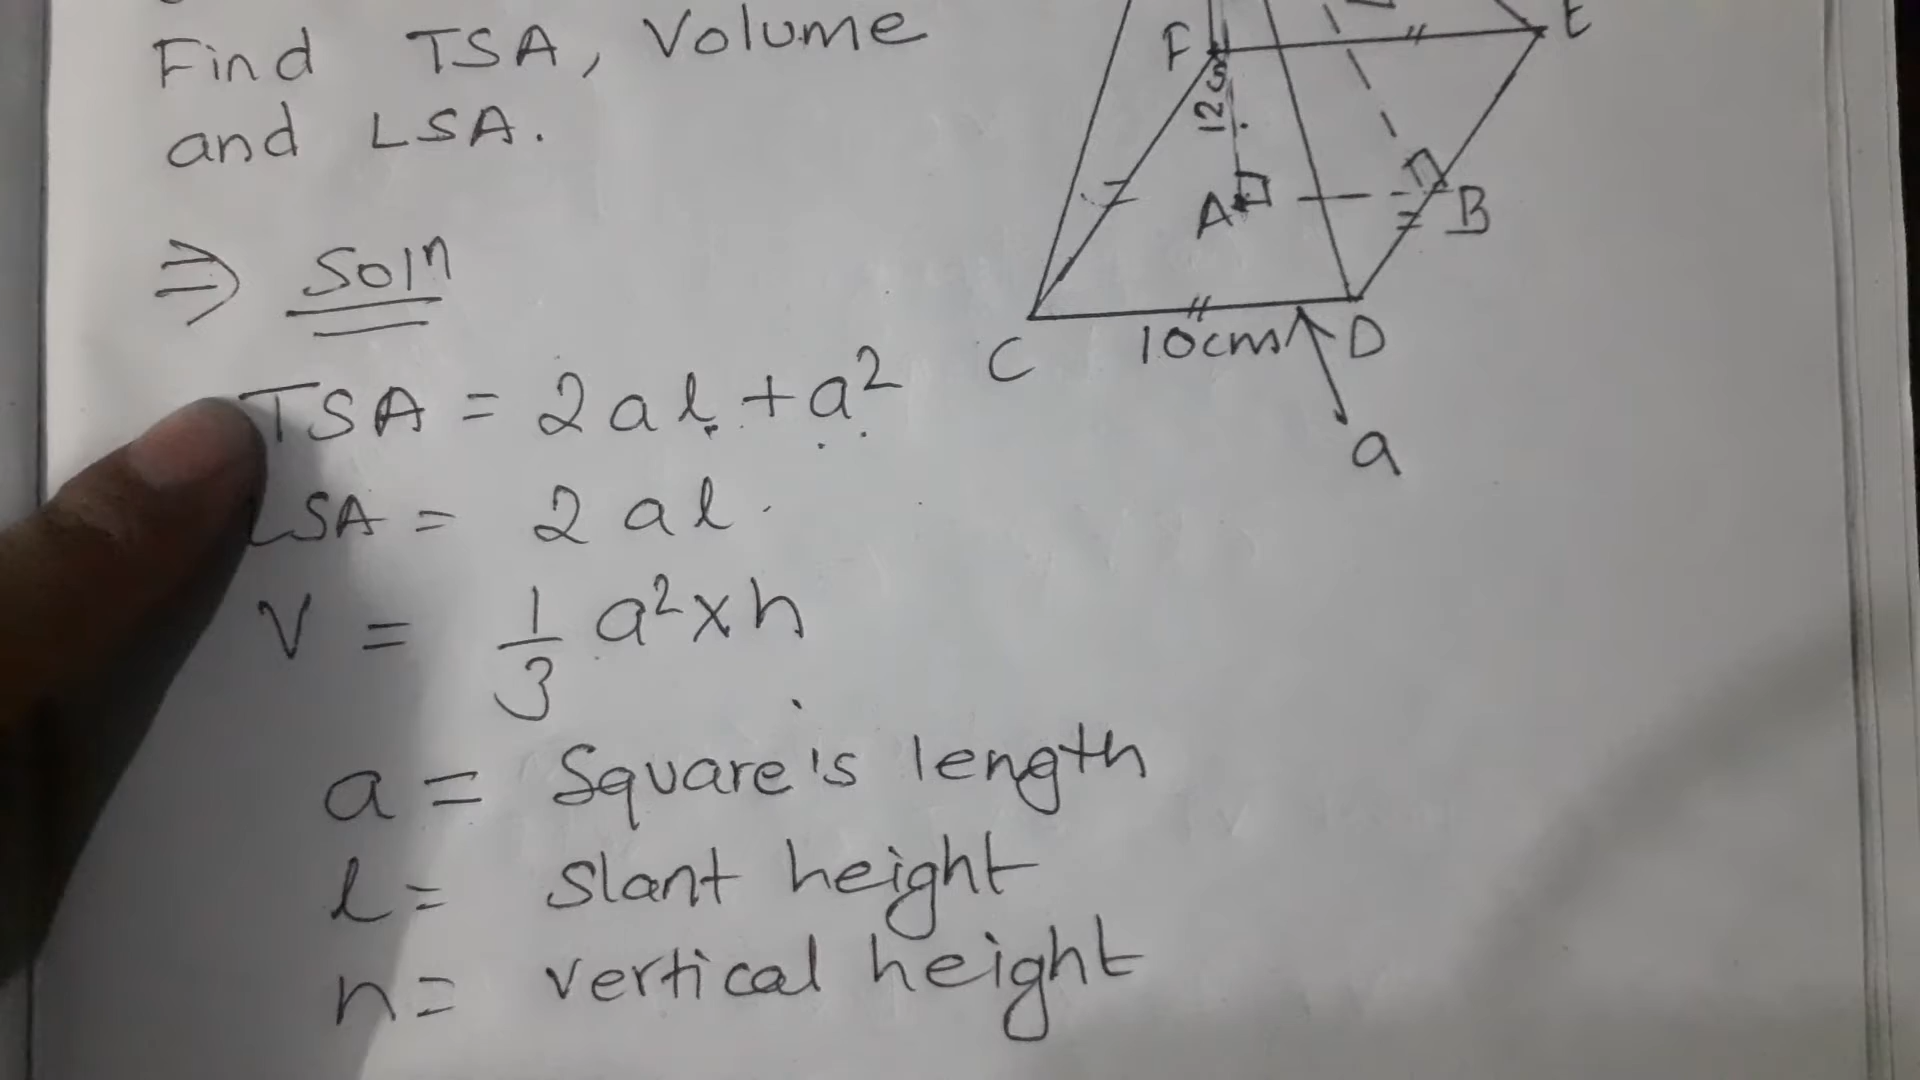 Find TSA, Volume
and LSA.
⇒ Soln
TSA = 2al + a²
LSA = 2al
V = 1/3 a² × h
a = Square's length
l = Slant height
h = vertical height
F
E
12
A
B
C
10cm
D
a